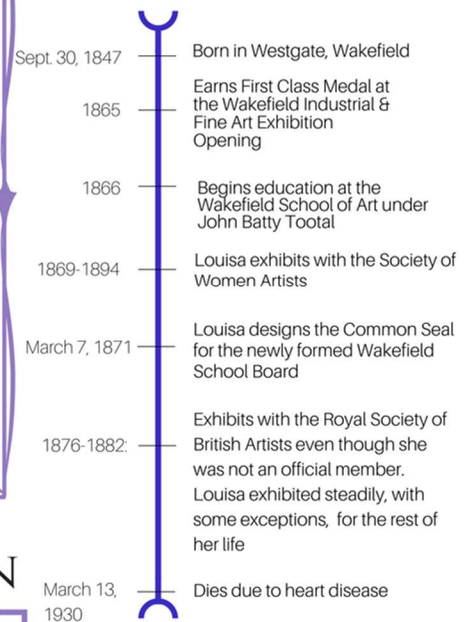 Sept. 30, 1847
Born in Westgate, Wakefield
1865
Earns First Class Medal at
the Wakefield Industrial &
Fine Art Exhibition
Opening
1866
Begins education at the
Wakefield School of Art under
John Batty Tootal
1869-1894
Louisa exhibits with the Society of
Women Artists
March 7, 1871
Louisa designs the Common Seal
for the newly formed Wakefield
School Board
1876-1882:
Exhibits with the Royal Society of
British Artists even though she
was not an official member.
Louisa exhibited steadily, with
some exceptions, for the rest of
her life
N
March 13,
1930
Dies due to heart disease